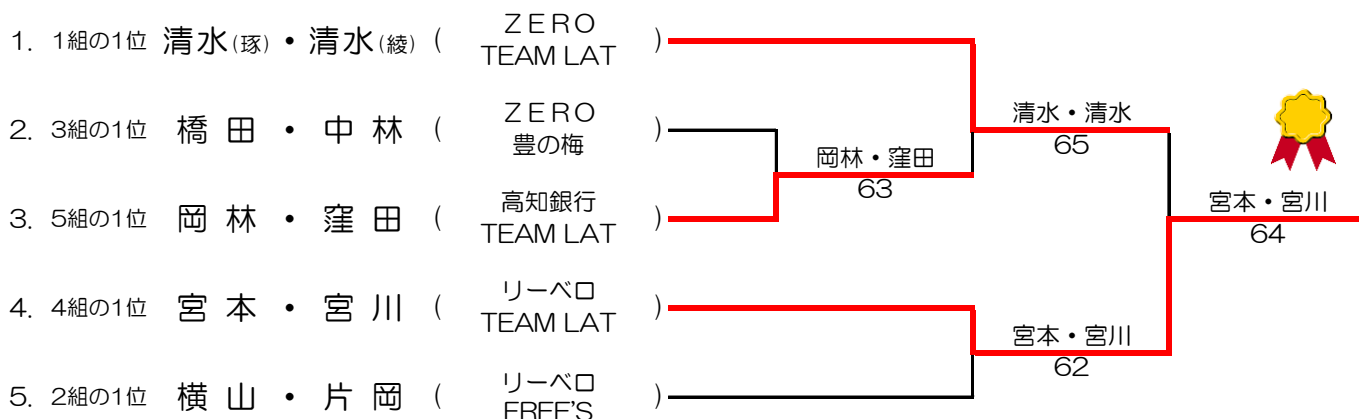 1. 1組の1位 清水(琢)・清水(綾) ( ZERO
TEAM LAT )
2. 3組の1位 橋田・中林 ( ZERO
豊の梅 )
3. 5組の1位 岡林・窪田 ( 高知銀行
TEAM LAT )
4. 4組の1位 宮本・宮川 ( リーベロ
TEAM LAT )
5. 2組の1位 横山・片岡 ( リーベロ
FREE'S )
岡林・窪田
63
清水・清水
65
宮本・宮川
62
宮本・宮川
64